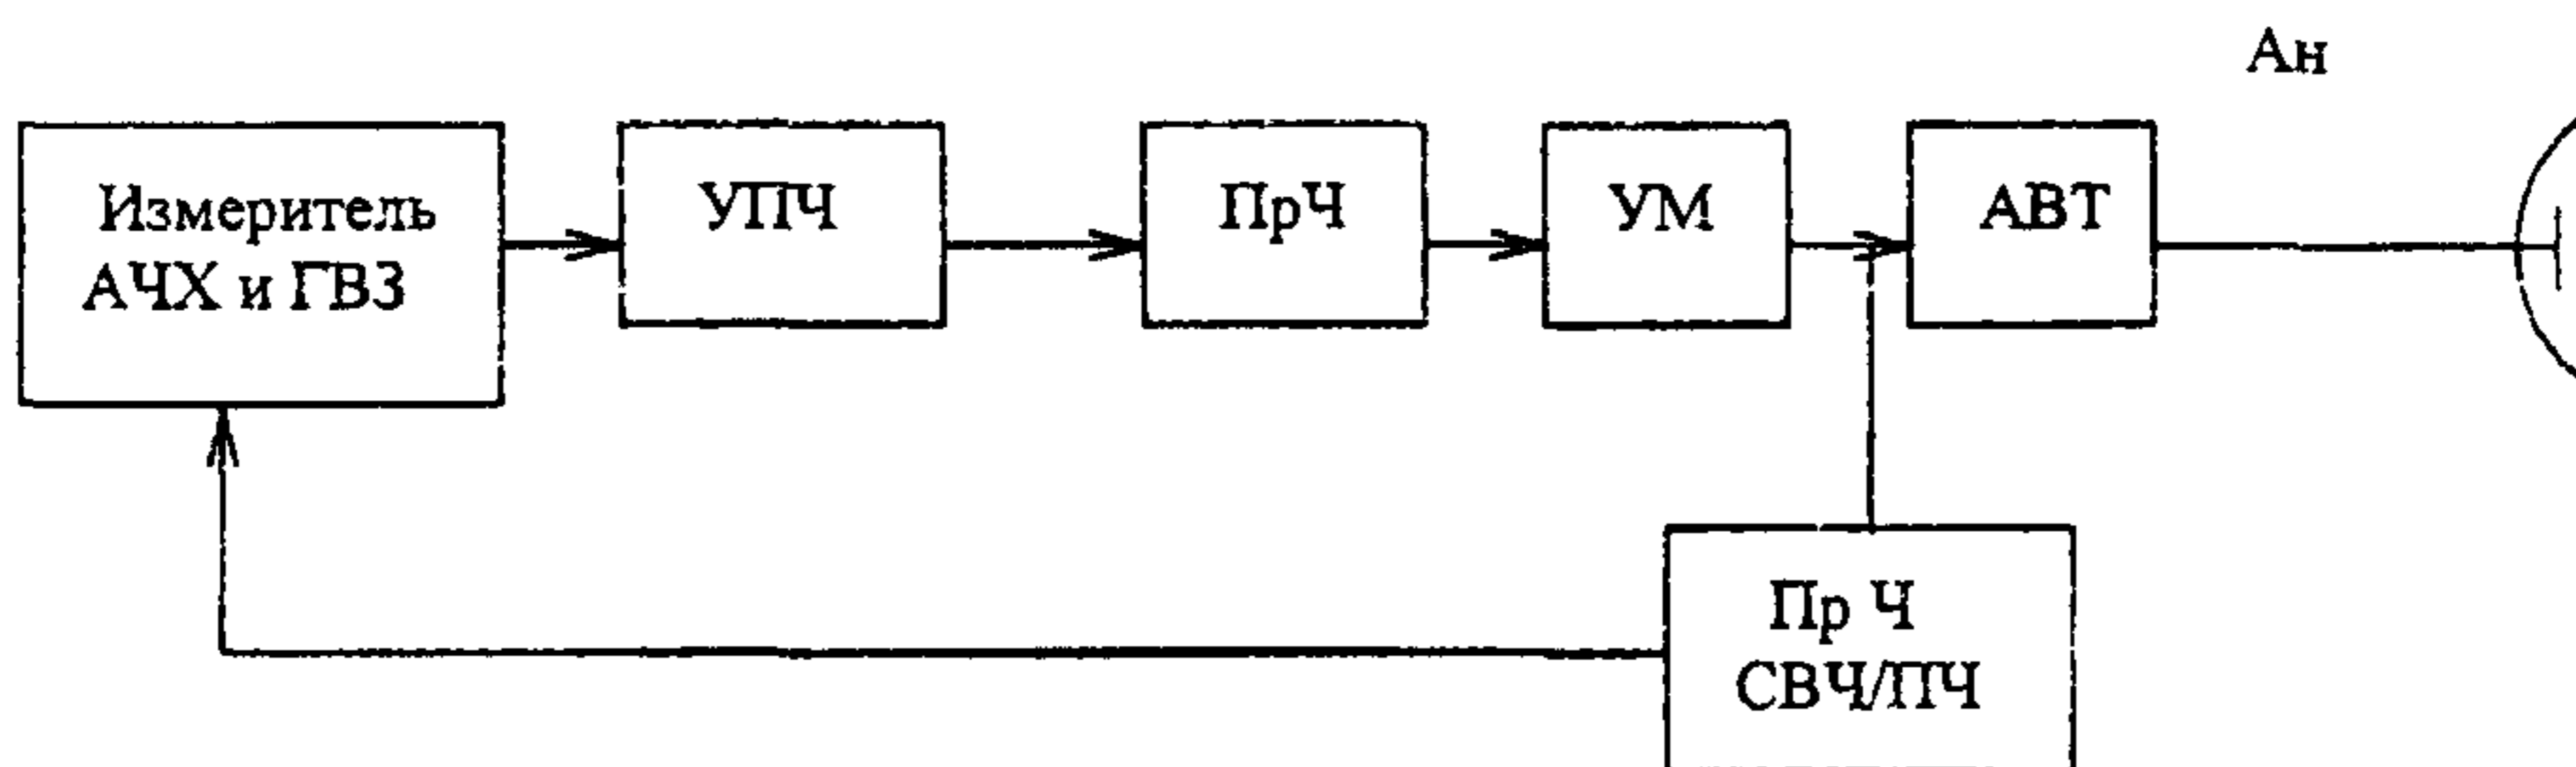 Ан
Измеритель
АЧХ и ГВЗ
УПЧ
ПрЧ
УМ
АВТ
Пр Ч
СВЧ/ПЧ